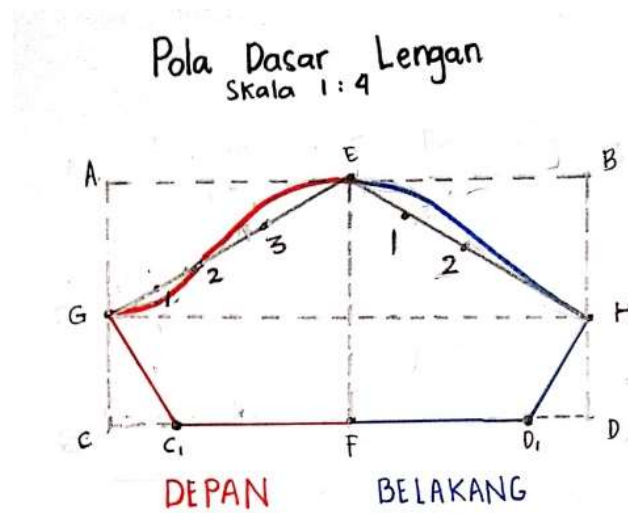 Pola Dasar Lengan
Skala 1 : 4
A E B
3 1
2 2
1
G H
C C₁ F D₁ D
DEPAN BELAKANG